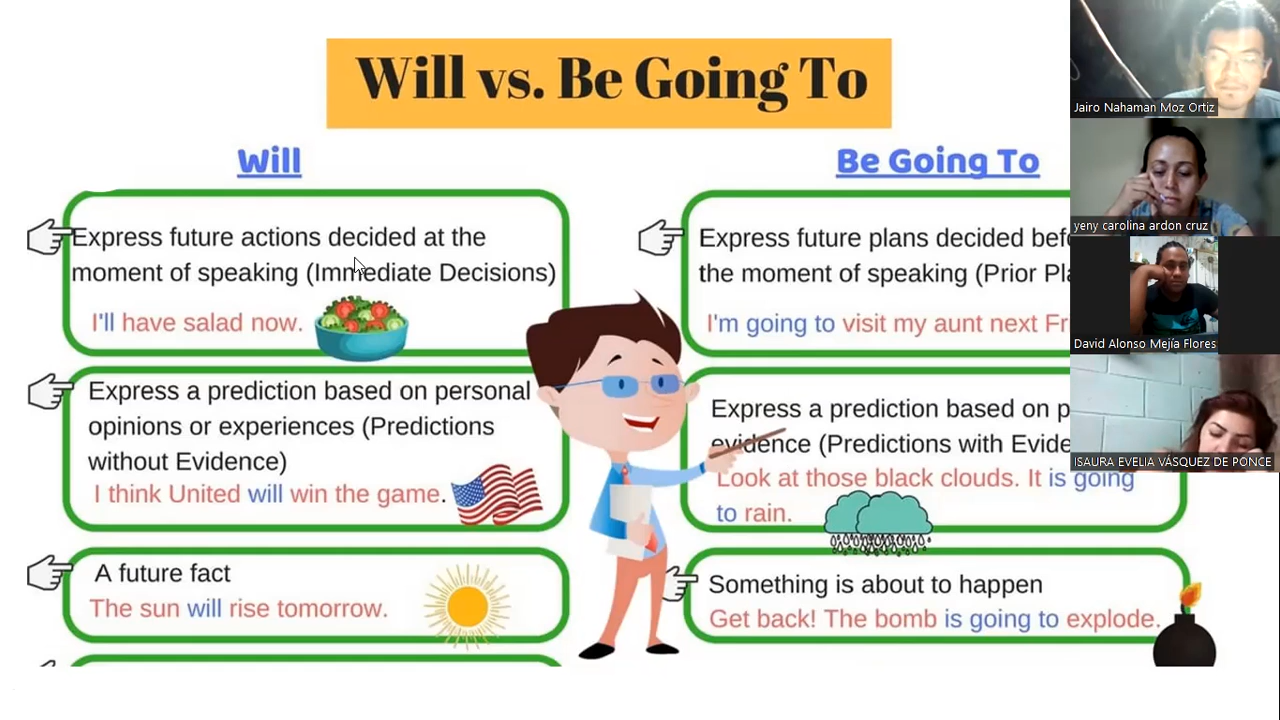 Will vs. Be Going To
Will
Express future actions decided at the
moment of speaking (Immediate Decisions)
I'll have salad now.
Express a prediction based on personal
opinions or experiences (Predictions
without Evidence)
I think United will win the game.
A future fact
The sun will rise tomorrow.
Be Going To
Express future plans decided
the moment of speaking (Prior
I'm going to visit my aunt next
Express a prediction based on
evidence (Predictions with
Look at those black clouds. It is going
to rain.
Something is about to happen
Get back! The bomb is going to explode.
Jairo Nahaman Moz Ortiz
yeny carolina ardon cruz
David Alonso Mejía Flores
ISAURA EVELIA VÁSQUEZ DE PONCE